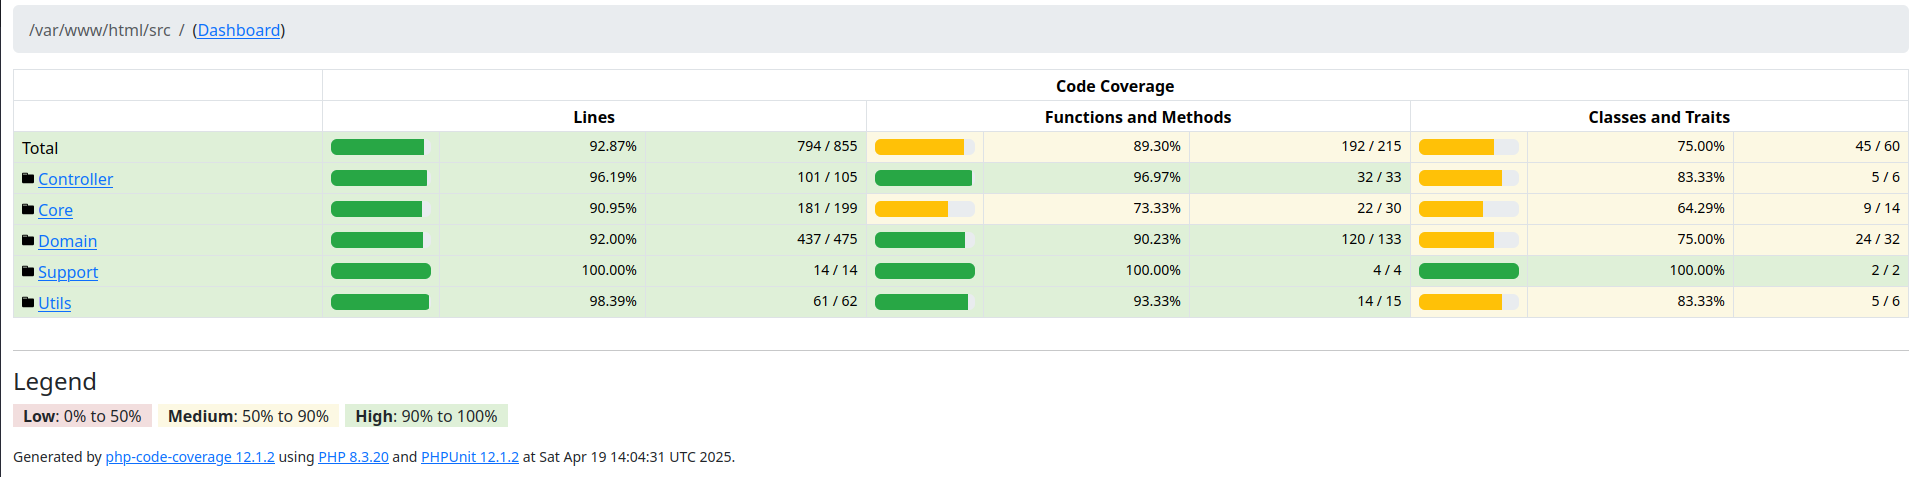 /var/www/html/src / (Dashboard)
Code Coverage
Lines Functions and Methods Classes and Traits
Total 92.87% 794 / 855 89.30% 192 / 215 75.00% 45 / 60
Controller 96.19% 101 / 105 96.97% 32 / 33 83.33% 5 / 6
Core 90.95% 181 / 199 73.33% 22 / 30 64.29% 9 / 14
Domain 92.00% 437 / 475 90.23% 120 / 133 75.00% 24 / 32
Support 100.00% 14 / 14 100.00% 4 / 4 100.00% 2 / 2
Utils 98.39% 61 / 62 93.33% 14 / 15 83.33% 5 / 6
Legend
Low: 0% to 50% Medium: 50% to 90% High: 90% to 100%
Generated by php-code-coverage 12.1.2 using PHP 8.3.20 and PHPUnit 12.1.2 at Sat Apr 19 14:04:31 UTC 2025.